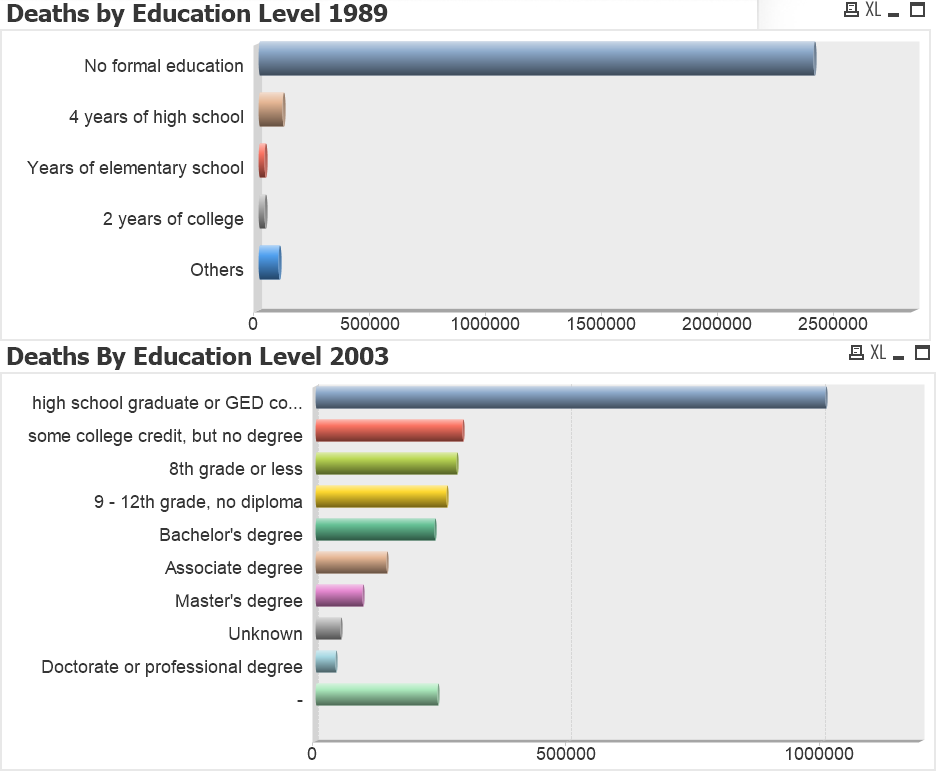 Deaths by Education Level 1989
XL
No formal education
4 years of high school
Years of elementary school
2 years of college
Others
0 500000 1000000 1500000 2000000 2500000
Deaths By Education Level 2003
XL
high school graduate or GED co...
some college credit, but no degree
8th grade or less
9 - 12th grade, no diploma
Bachelor's degree
Associate degree
Master's degree
Unknown
Doctorate or professional degree
-
0 500000 1000000